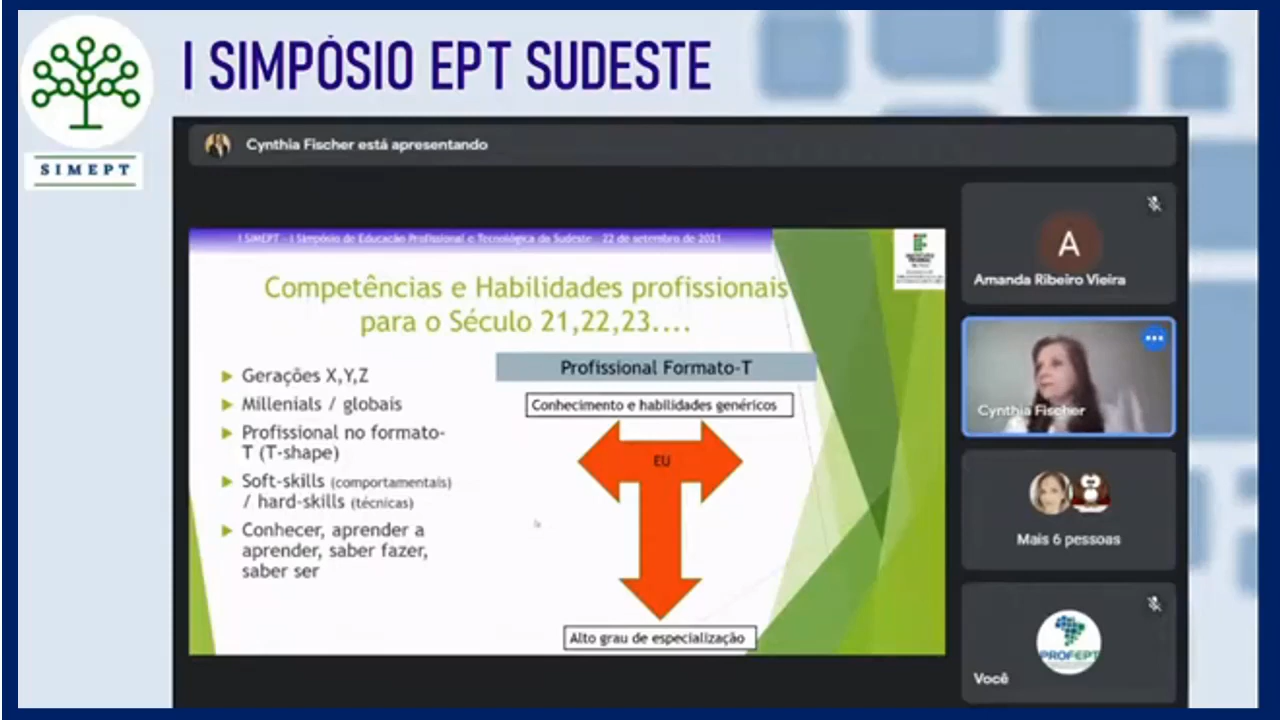 I SIMPÓSIO EPT SUDESTE
SIMEPT
Cynthia Fischer está apresentando
I SIMEPT - I Simpósio de Educação Profissional e Tecnológica do Sudeste - 22 de setembro de 2021
INSTITUTO
FEDERAL
Competências e Habilidades profissionais
para o Século 21,22,23....
Gerações X,Y,Z
Millenials / globais
Profissional no formato-
T (T-shape)
Soft-skills (comportamentais)
/ hard-skills (técnicas)
Conhecer, aprender a
aprender, saber fazer,
saber ser
Profissional Formato-T
Conhecimento e habilidades genéricos
EU
Alto grau de especialização
A
Amanda Ribeiro Vieira
Cynthia Fischer
Mais 6 pessoas
PROFEPT
Você